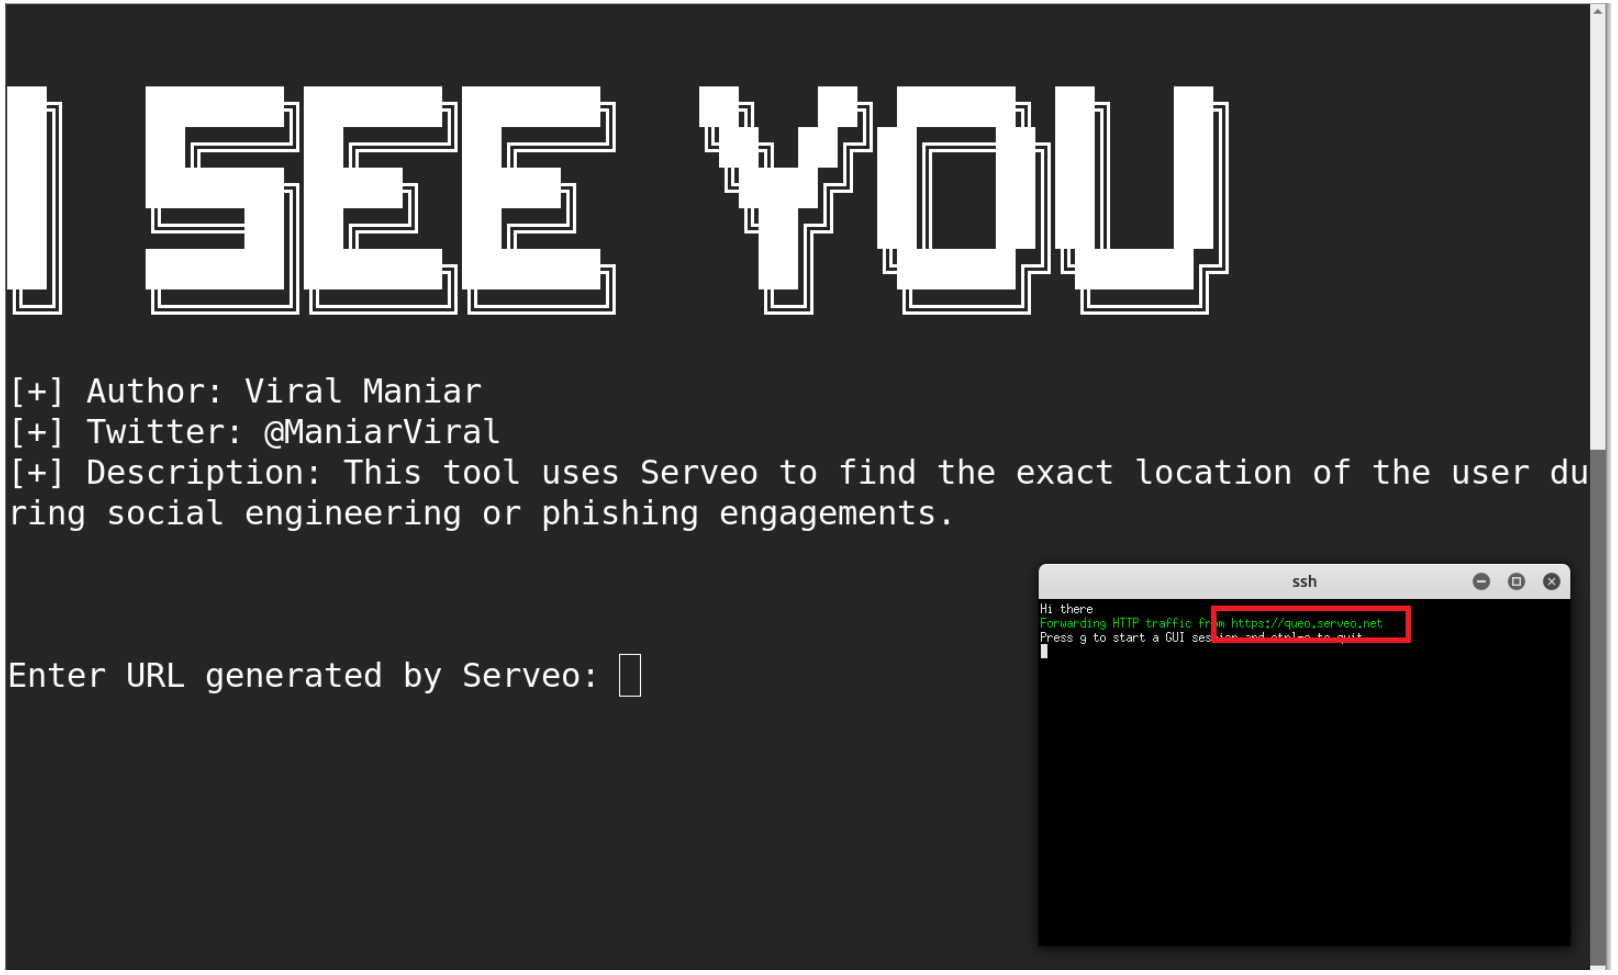 I SEE YOU
[+] Author: Viral Maniar
[+] Twitter: @ManiarViral
[+] Description: This tool uses Serveo to find the exact location of the user du
ring social engineering or phishing engagements.
Enter URL generated by Serveo:
ssh
Hi there
Forwarding HTTP traffic from https://queo.serveo.net
Press g to start a GUI session and ctrl-c to quit.